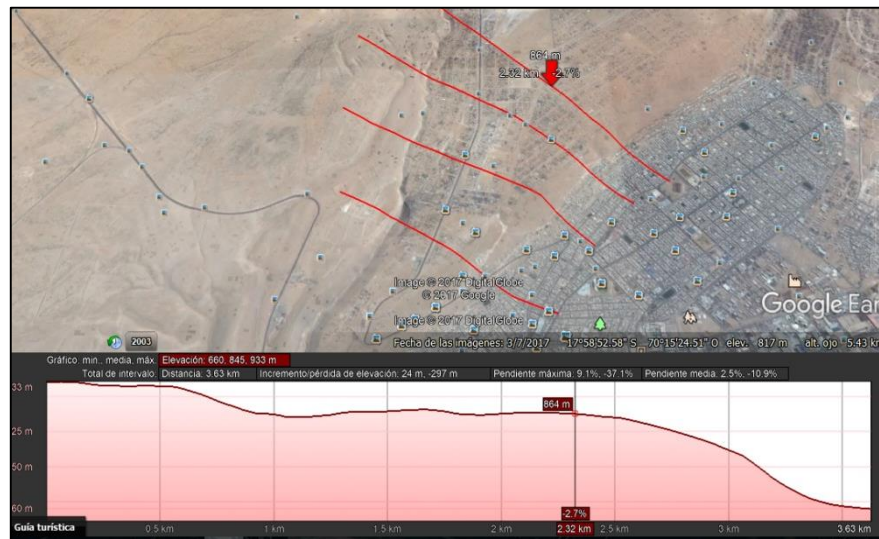 864 m
2.32 km -2.7%
Image © 2017 DigitalGlobe
© 2017 Google
Image © 2017 DigitalGlobe
Google Ear
2003
Fecha de las imágenes: 3/7/2017 17°58'52.58" S 70°15'24.51" O elev. 817 m alt. ojo 5.43 km
Gráfico: min., media, máx. Elevación: 660, 845, 933 m
Total de intervalo: Distancia: 3.63 km Incremento/pérdida de elevación: 24 m, -297 m Pendiente máxima: 9.1%, -37.1% Pendiente media: 2.5%, -10.9%
33 m
864 m
25 m
50 m
60 m
-2.7%
Guía turística
0.5 km 1 km 1.5 km 2 km 2.32 km 2.5 km 3 km 3.63 km